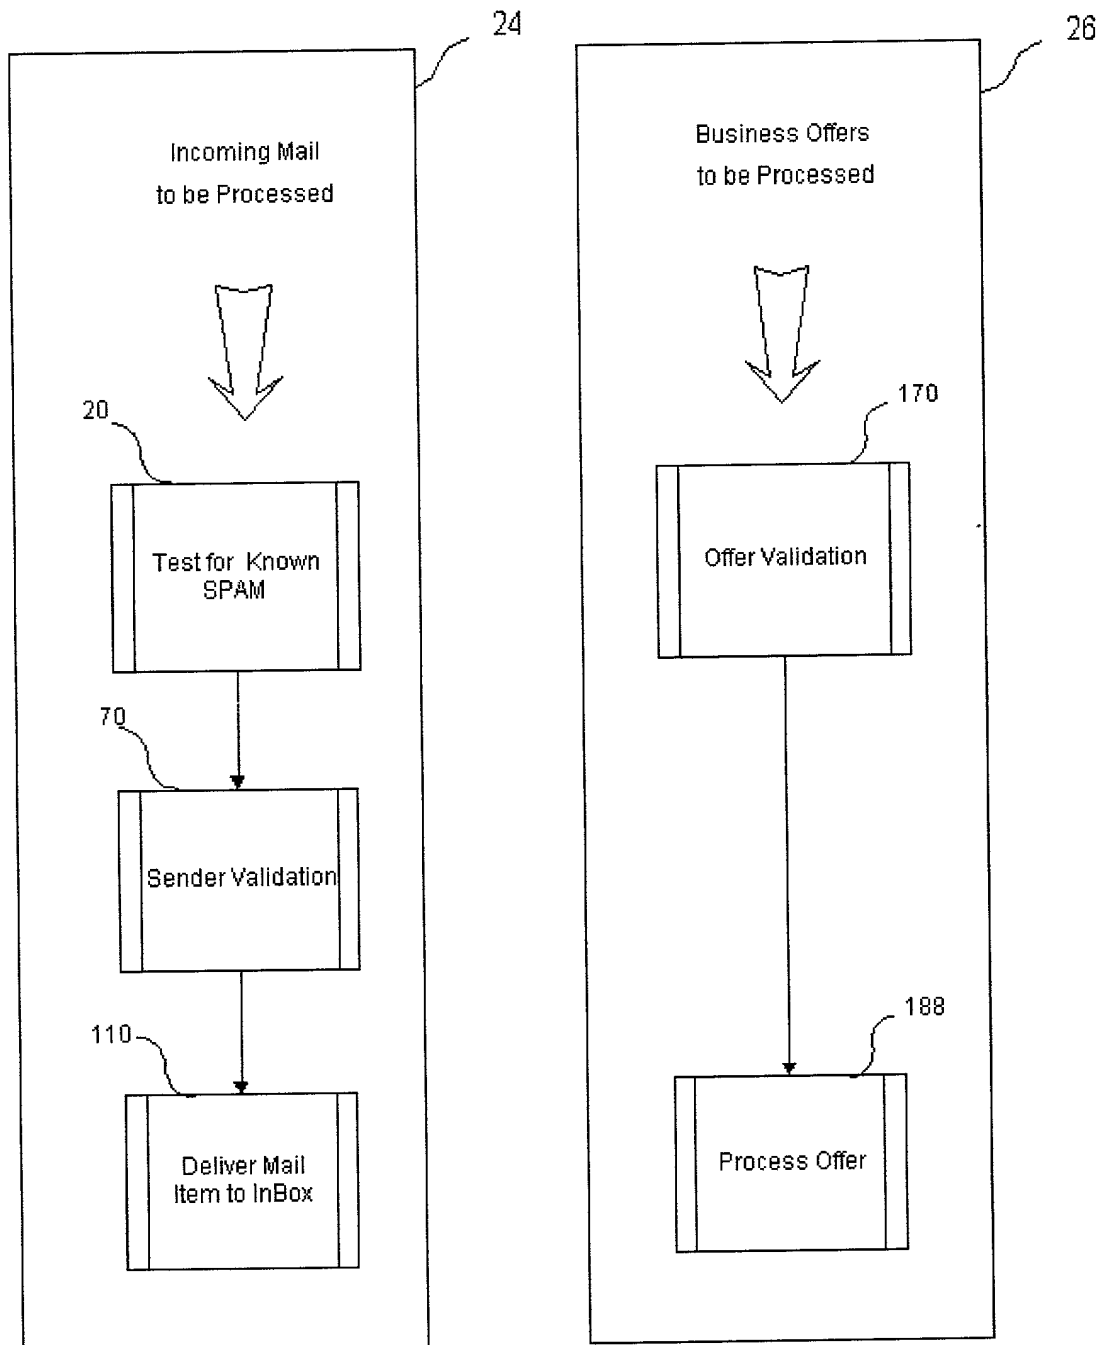 24
Incoming Mail
to be Processed
20
Test for Known
SPAM
70
Sender Validation
110
Deliver Mail
Item to InBox
26
Business Offers
to be Processed
170
Offer Validation
188
Process Offer